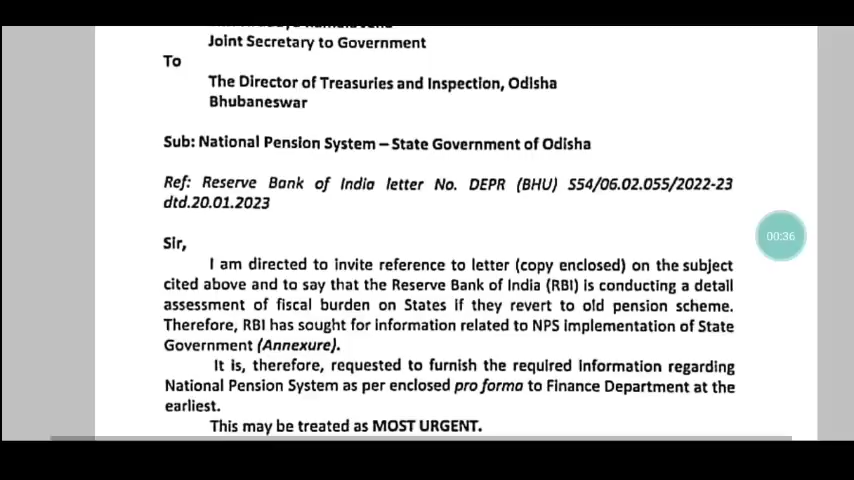 Joint Secretary to Government
To
The Director of Treasuries and Inspection, Odisha
Bhubaneswar
Sub: National Pension System – State Government of Odisha
Ref: Reserve Bank of India letter No. DEPR (BHU) S54/06.02.055/2022-23
dtd.20.01.2023
Sir,
I am directed to invite reference to letter (copy enclosed) on the subject
cited above and to say that the Reserve Bank of India (RBI) is conducting a detail
assessment of fiscal burden on States if they revert to old pension scheme.
Therefore, RBI has sought for information related to NPS implementation of State
Government (Annexure).
It is, therefore, requested to furnish the required information regarding
National Pension System as per enclosed pro forma to Finance Department at the
earliest.
This may be treated as MOST URGENT.
00:36